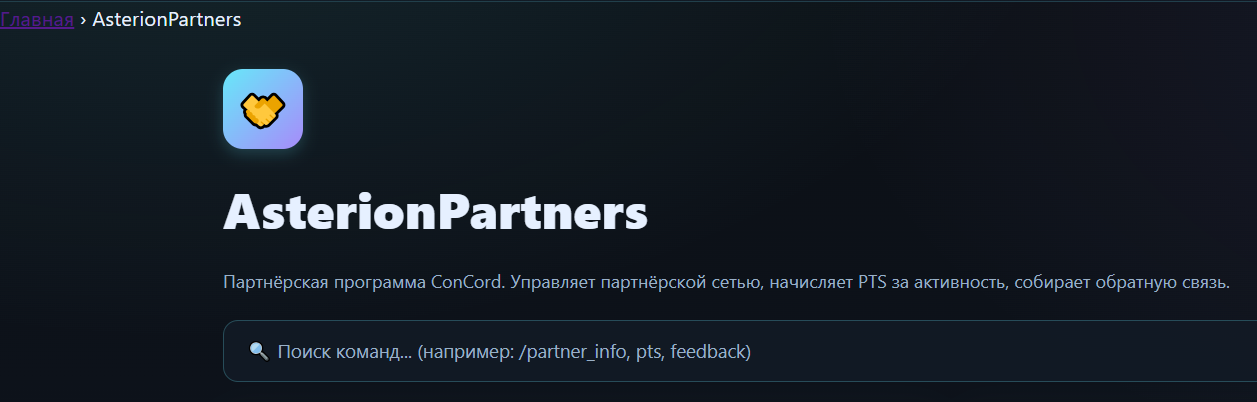 Главная › AsterionPartners
AsterionPartners
Партнёрская программа ConCord. Управляет партнёрской сетью, начисляет PTS за активность, собирает обратную связь.
Поиск команд... (например: /partner_info, pts, feedback)